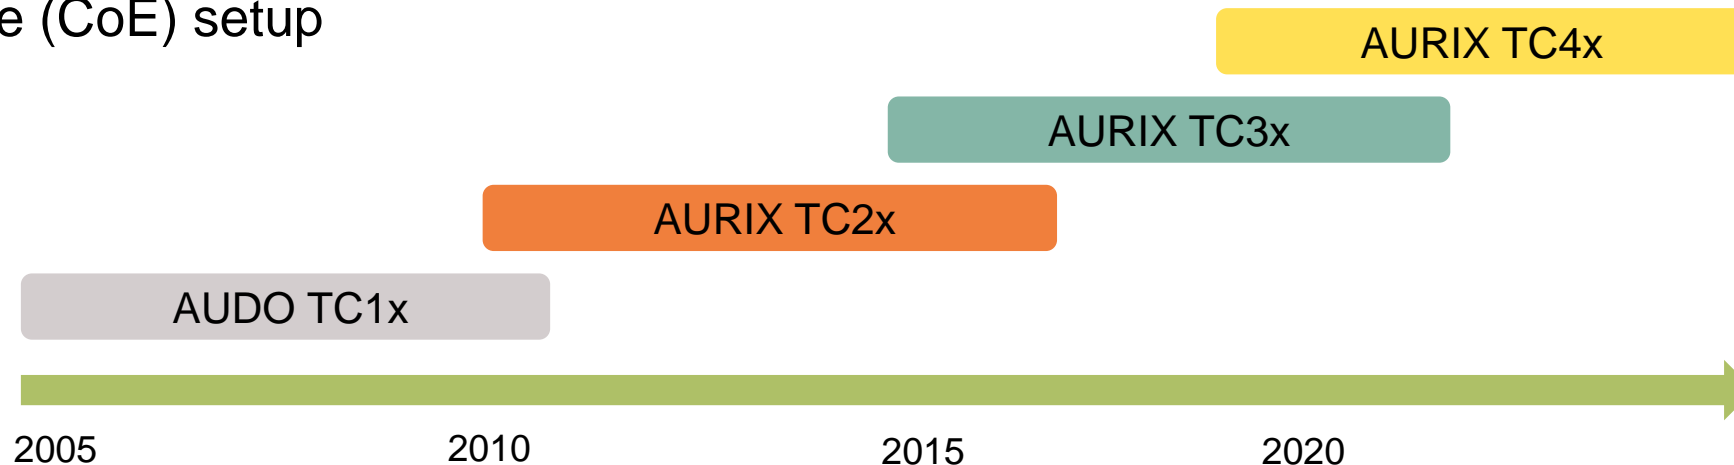 e (CoE) setup
AURIX TC4x
AURIX TC3x
AURIX TC2x
AUDO TC1x
2005 2010 2015 2020